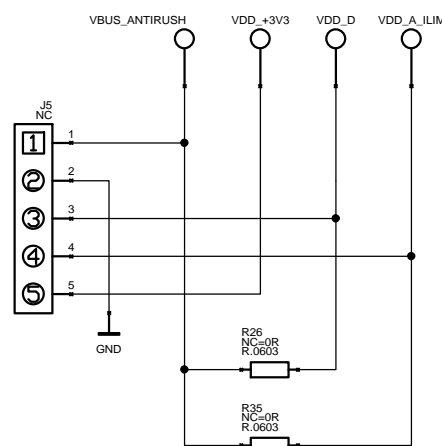 VBUS_ANTIRUSH VDD_+3V3 VDD_D VDD_A_ILIM
J5
NC
1 1
2 2
3 3
4 4
5 5
GND
R26
NC=0R
R.0603
R35
NC=0R
R.0603